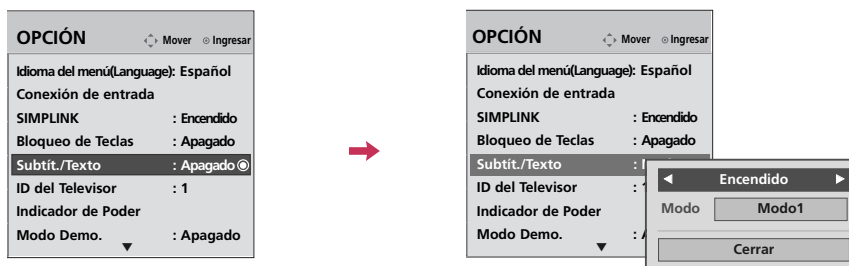 OPCIÓN Mover Ingresar
Idioma del menú(Language): Español
Conexión de entrada
SIMPLINK : Encendido
Bloqueo de Teclas : Apagado
Subtít./Texto : Apagado
ID del Televisor : 1
Indicador de Poder
Modo Demo. : Apagado
OPCIÓN Mover Ingresar
Idioma del menú(Language): Español
Conexión de entrada
SIMPLINK : Encendido
Bloqueo de Teclas : Apagado
Subtít./Texto :
ID del Televisor :
Indicador de Poder
Modo Demo. :
Encendido
Modo Modo1
Cerrar